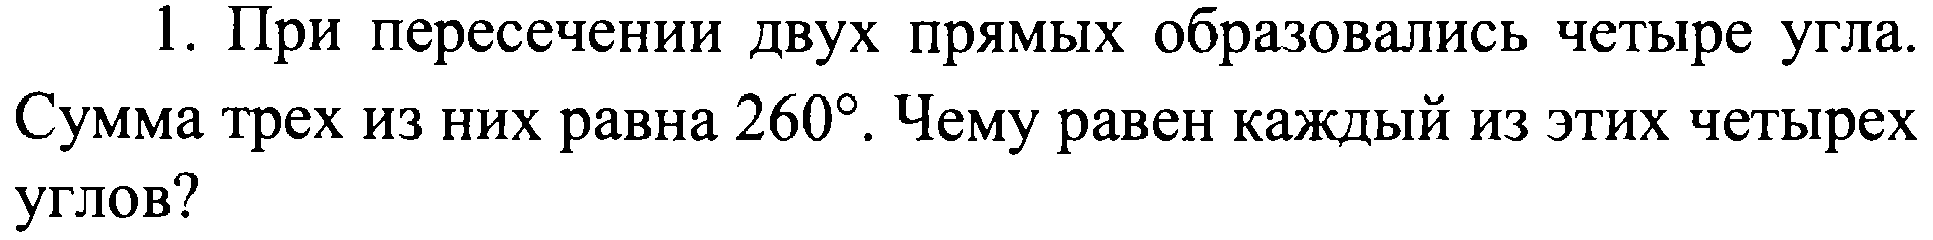 1. При пересечении двух прямых образовались четыре угла.
Сумма трех из них равна 260°. Чему равен каждый из этих четырех
углов?